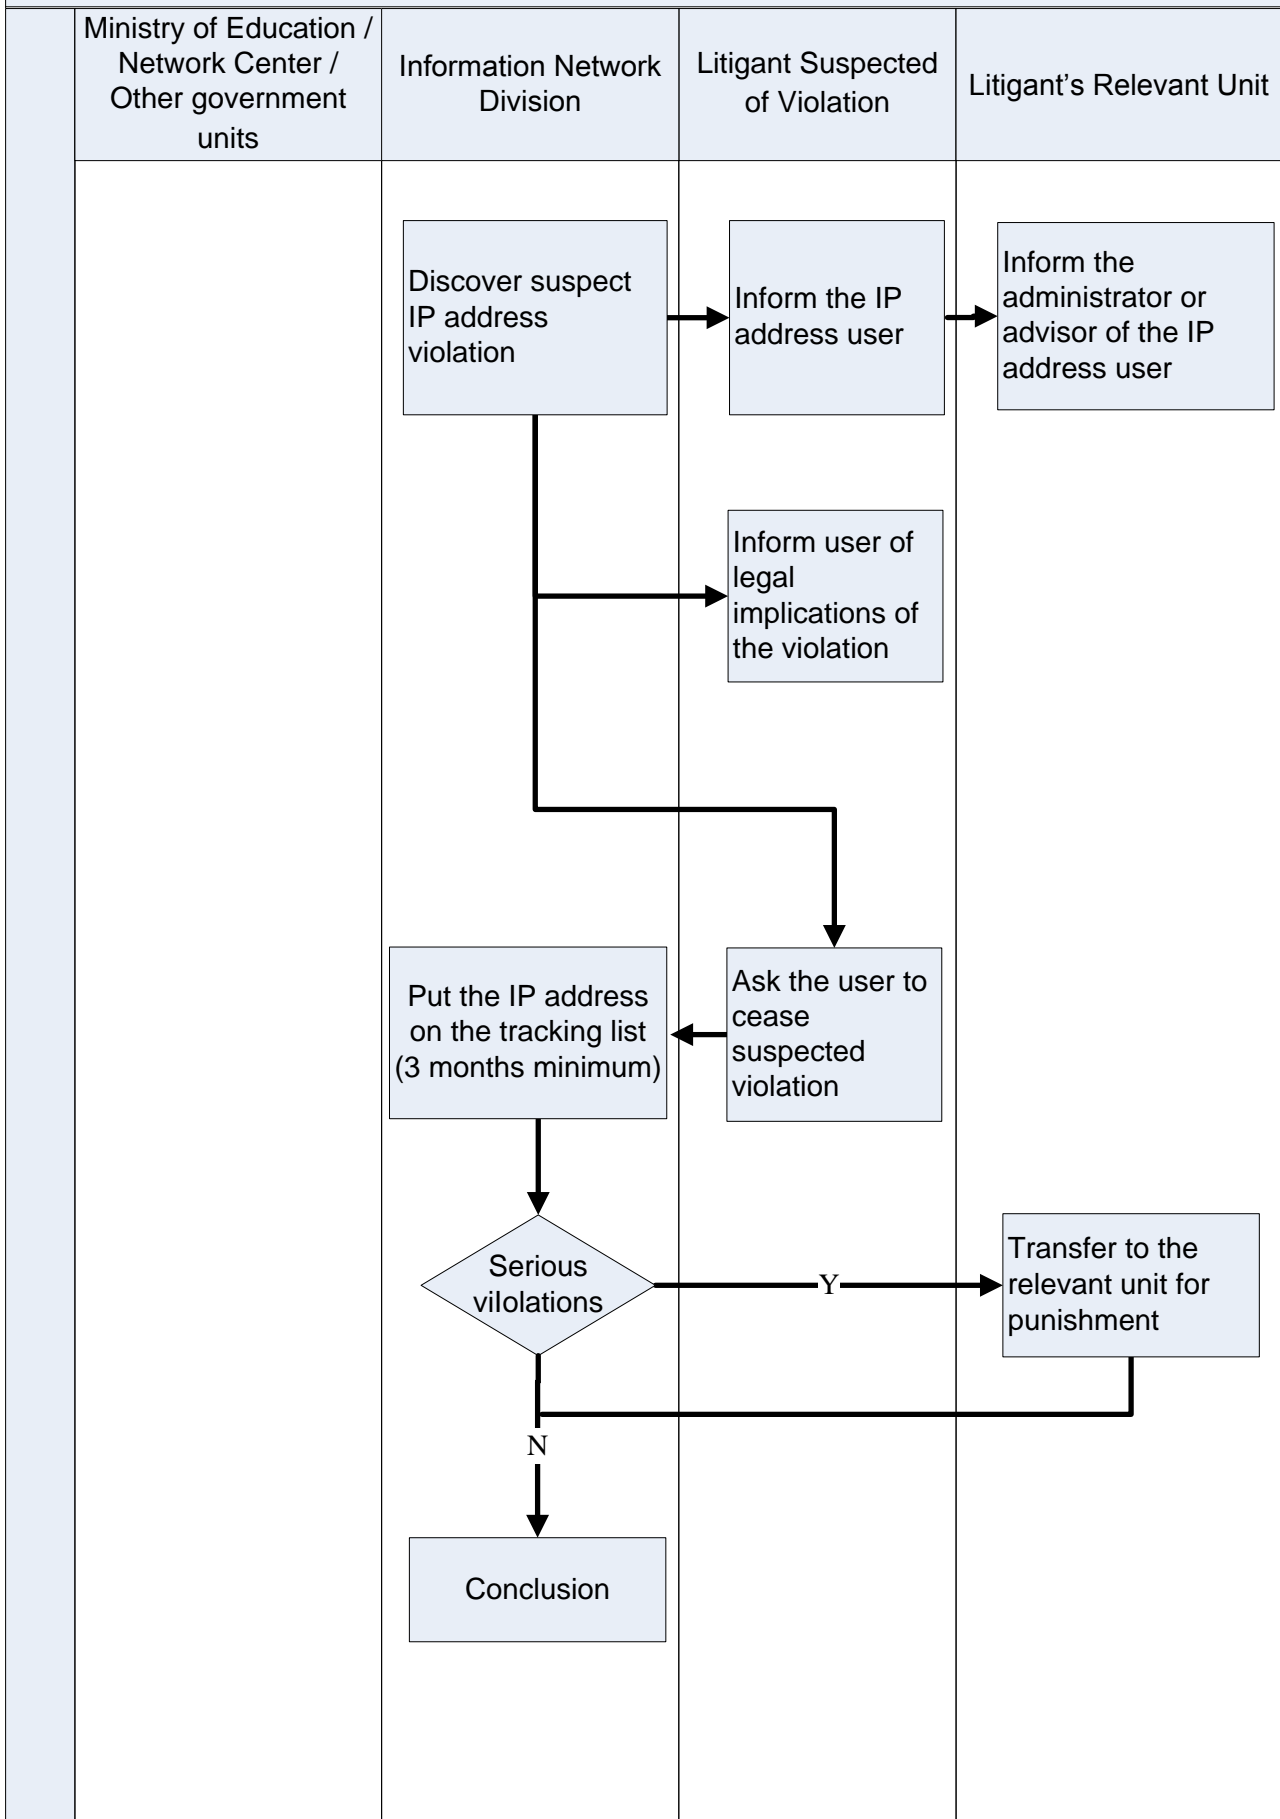 Ministry of Education /
Network Center /
Other government
units
Information Network
Division
Litigant Suspected
of Violation
Litigant's Relevant Unit
Discover suspect
IP address
violation
Inform the IP
address user
Inform the
administrator or
advisor of the IP
address user
Inform user of
legal
implications of
the violation
Put the IP address
on the tracking list
(3 months minimum)
Ask the user to
cease
suspected
violation
Serious
vilolations
Y
Transfer to the
relevant unit for
punishment
N
Conclusion